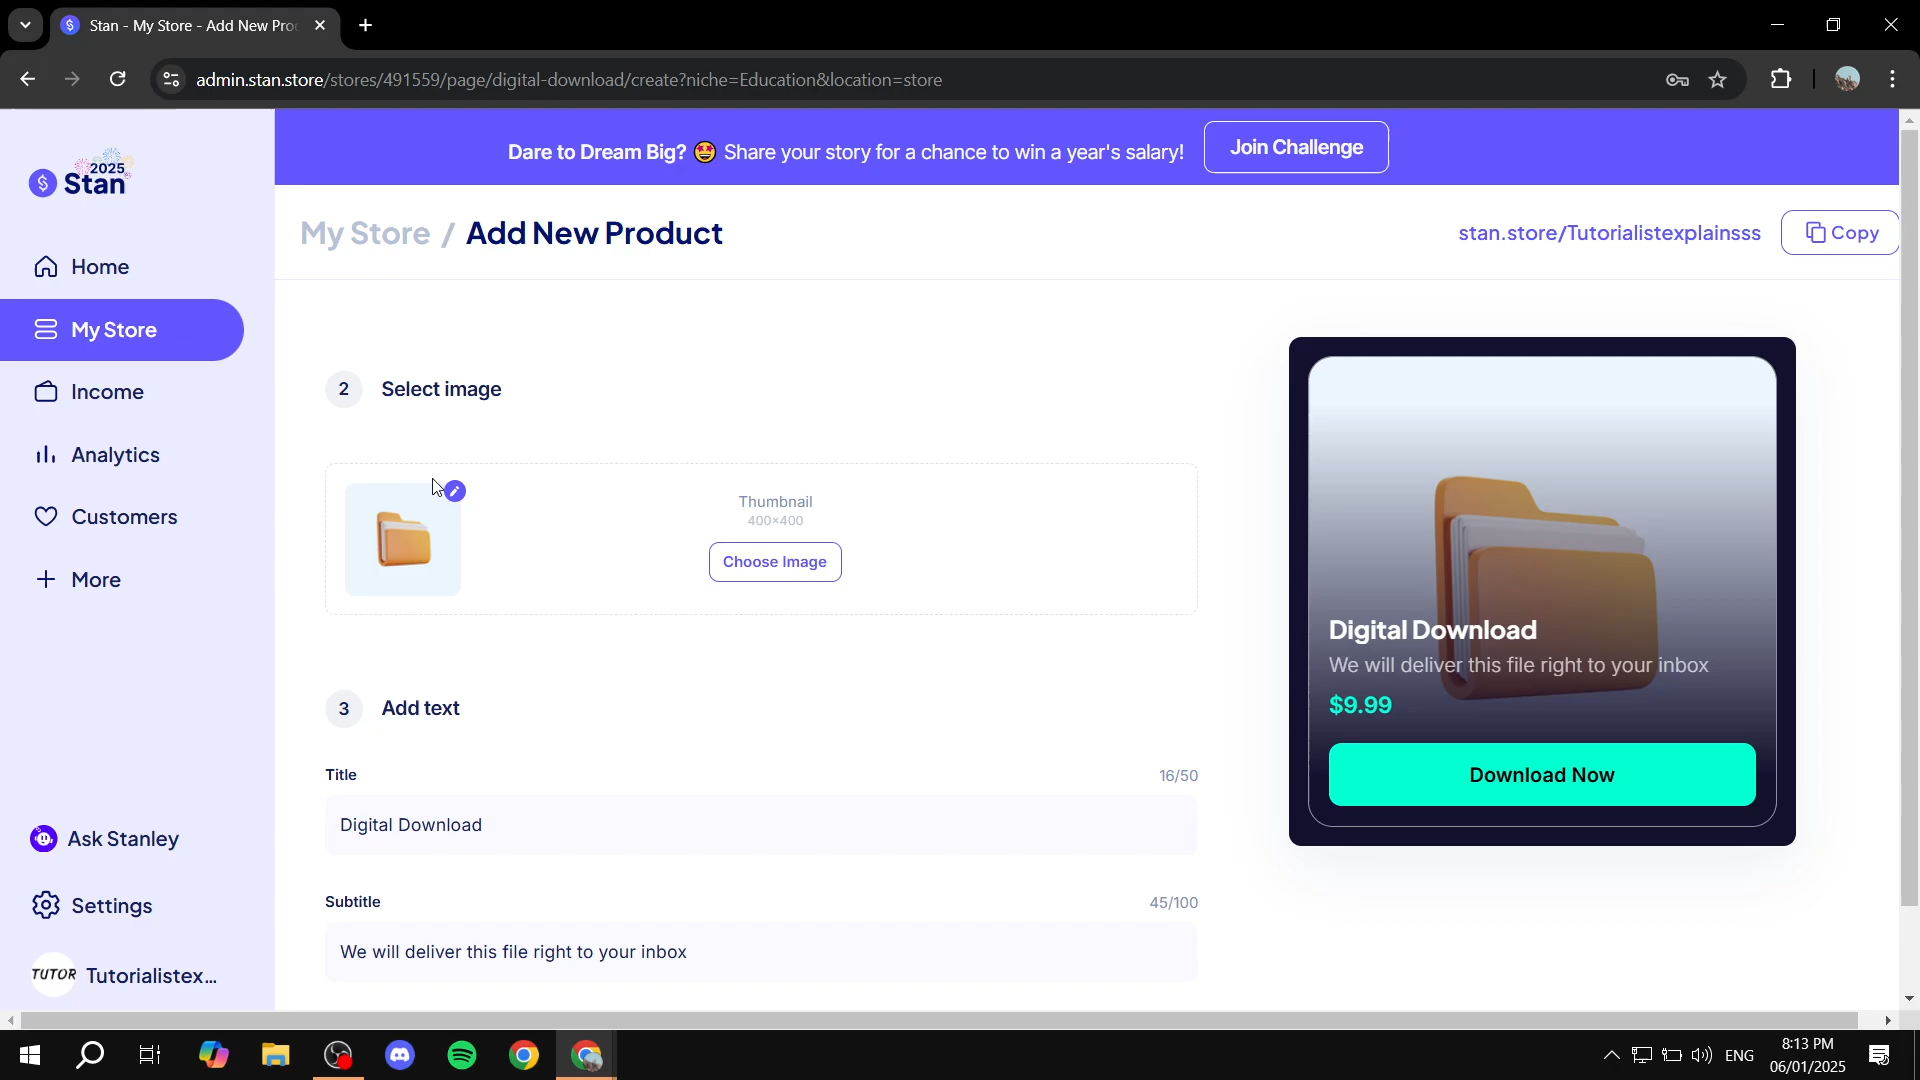 Stan - My Store - Add New Pro
admin.stan.store/stores/491559/page/digital-download/create?niche=Education&location=store
2025
Stan
Dare to Dream Big? 🤩 Share your story for a chance to win a year's salary!
Join Challenge
My Store / Add New Product
stan.store/Tutorialistexplainsss
Copy
Home
My Store
Income
Analytics
Customers
More
Ask Stanley
Settings
TUTOR
Tutorialistex...
2
Select image
Thumbnail
400×400
Choose Image
3
Add text
Title
16/50
Digital Download
Subtitle
45/100
We will deliver this file right to your inbox
Digital Download
We will deliver this file right to your inbox
$9.99
Download Now
ENG
8:13 PM
06/01/2025